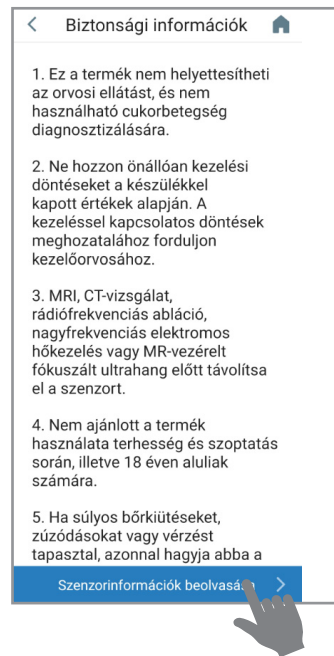 Biztonsági információk
1. Ez a termék nem helyettesítheti
az orvosi ellátást, és nem
használható cukorbetegség
diagnosztizálására.
2. Ne hozzon önállóan kezelési
döntéseket a készülékkel
kapott értékek alapján. A
kezeléssel kapcsolatos döntések
meghozatalához forduljon
kezelőorvosához.
3. MRI, CT-vizsgálat,
rádiófrekvenciás abláció,
nagyfrekvenciás elektromos
hőkezelés vagy MR-vezérelt
fókuszált ultrahang előtt távolítsa
el a szenzort.
4. Nem ajánlott a termék
használata terhesség és szoptatás
során, illetve 18 éven aluliak
számára.
5. Ha súlyos bőrkiütéseket,
zúzódásokat vagy vérzést
tapasztal, azonnal hagyja abba a
Szenzorinformációk beolvasása